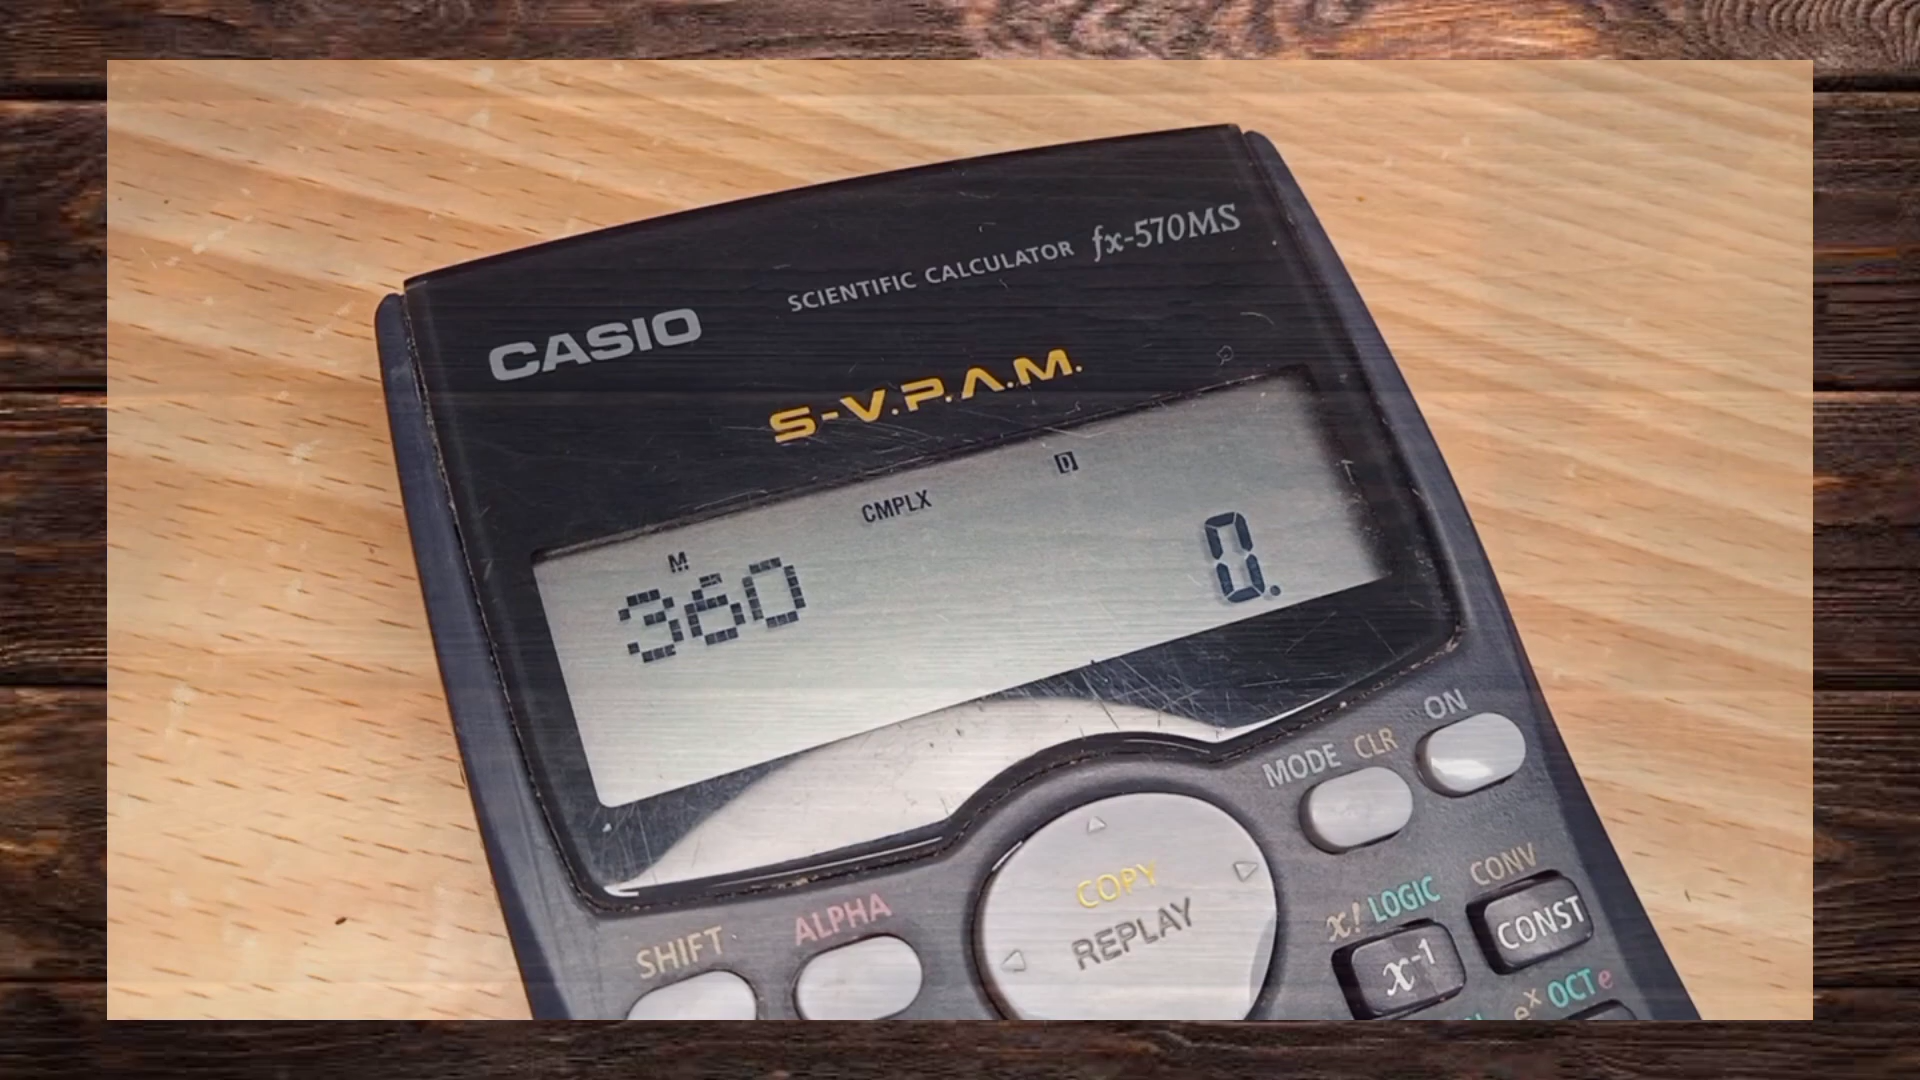 SCIENTIFIC CALCULATOR fx-570MS
CASIO
S-V.P.A.M.
CMPLX D
M
360 0.
ON
MODE CLR
COPY
REPLAY
SHIFT ALPHA
x! LOGIC CONV
x-1 CONST
ex OCT e